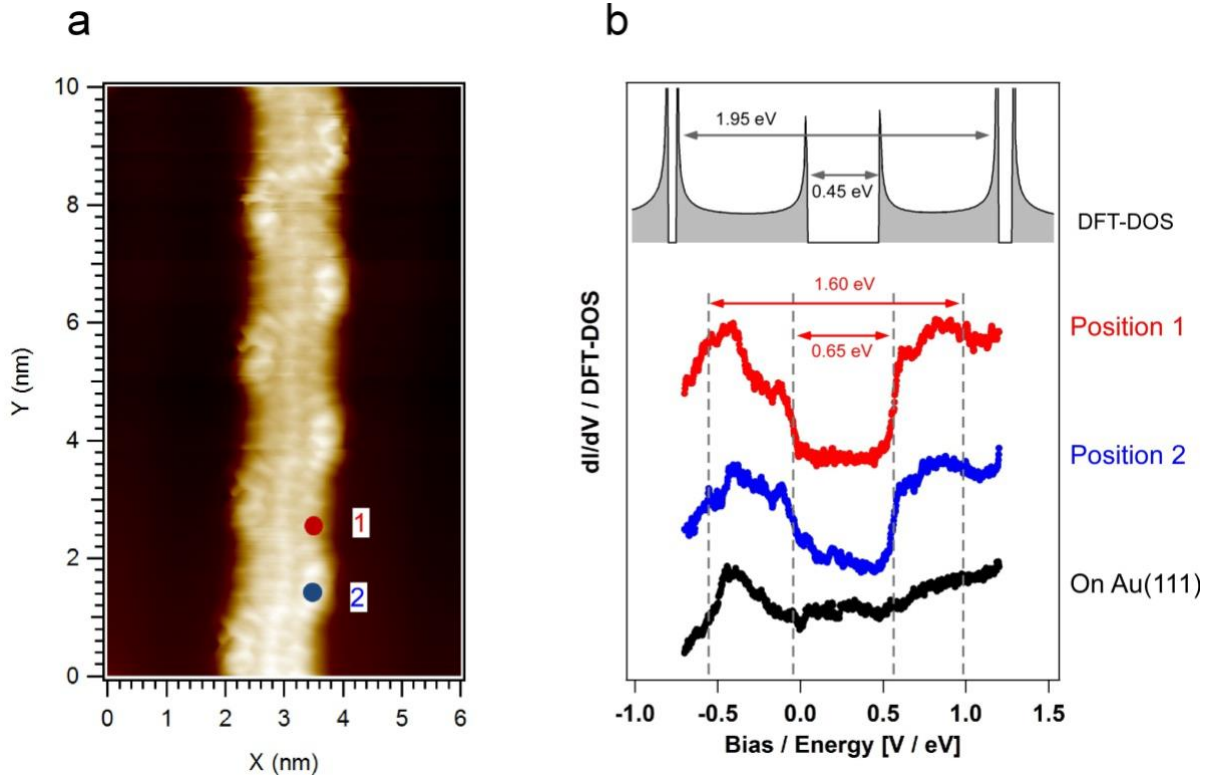 a
10
8
6
4
2
0
Y (nm)
1
2
0 1 2 3 4 5 6
X (nm)
b
1.95 eV
0.45 eV
DFT-DOS
1.60 eV
0.65 eV
Position 1
Position 2
On Au(111)
dI/dV / DFT-DOS
-1.0 -0.5 0.0 0.5 1.0 1.5
Bias / Energy [V / eV]